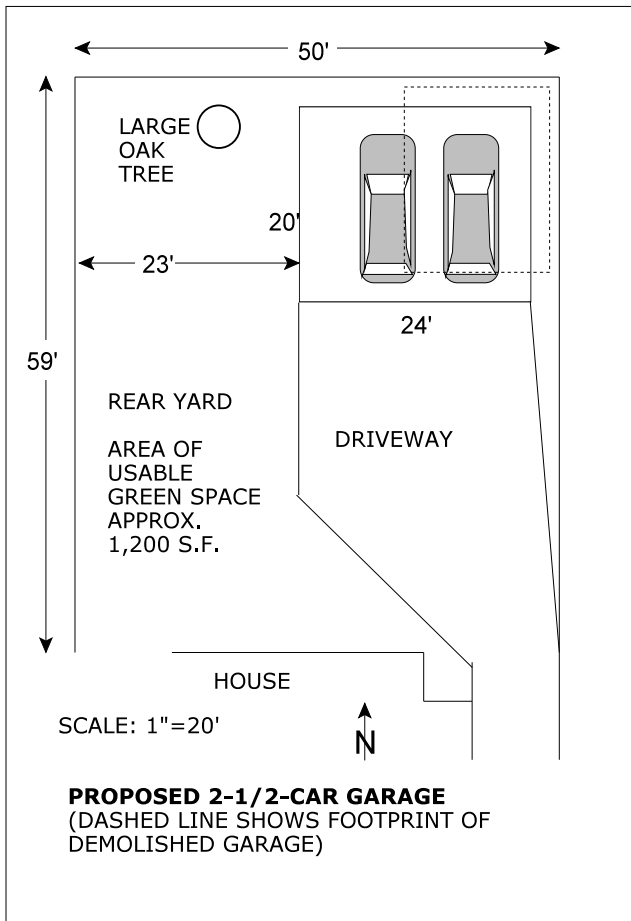 50'
LARGE
OAK
TREE
20'
23'
24'
59'
REAR YARD
DRIVEWAY
AREA OF
USABLE
GREEN SPACE
APPROX.
1,200 S.F.
HOUSE
SCALE: 1"=20'
N
PROPOSED 2-1/2-CAR GARAGE
(DASHED LINE SHOWS FOOTPRINT OF
DEMOLISHED GARAGE)